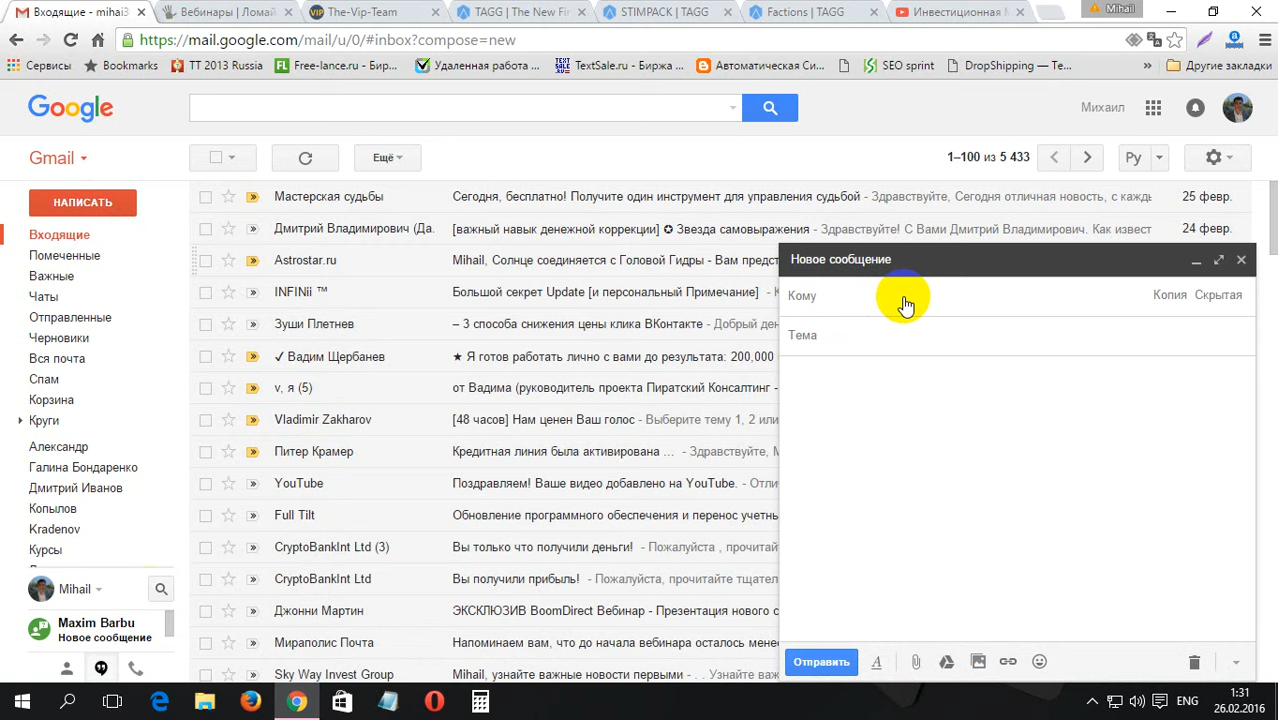 Входящие - mihai3
Вебинары | Ломай
The-Vip-Team
TAGG | The New Fi
STIMPACK | TAGG
Factions | TAGG
Инвестиционная
Mihail
https://mail.google.com/mail/u/0/#inbox?compose=new
Сервисы
Bookmarks
TT 2013 Russia
Free-lance.ru - Бир...
Удаленная работа ...
TextSale.ru - Биржа ...
Автоматическая Си...
SEO sprint
DropShipping — Те...
»
Другие закладки
Google
Михаил
Gmail
Ещё
1–100 из 5 433
Ру
НАПИСАТЬ
Входящие
Помеченные
Важные
Чаты
Отправленные
Черновики
Вся почта
Спам
Корзина
Круги
Александр
Галина Бондаренко
Дмитрий Иванов
Копылов
Kradenov
Курсы
Mihail
Maxim Barbu
Новое сообщение
Мастерская судьбы Сегодня, бесплатно! Получите один инструмент для управления судьбой - Здравствуйте, Сегодня отличная новость, с кажды 25 февр.
Дмитрий Владимирович (Да. [важный навык денежной коррекции] ✪ Звезда самовыражения - Здравствуйте! С Вами Дмитрий Владимирович. Как извест 24 февр.
Astrostar.ru Mihail, Солнце соединяется с Головой Гидры - Вам предст
INFINii ™ Большой секрет Update [и персональный Примечание] - К
Зуши Плетнев – 3 способа снижения цены клика ВКонтакте - Добрый ден
✓ Вадим Щербанев ★ Я готов работать лично с вами до результата: 200,000
v, я (5) от Вадима (руководитель проекта Пиратский Консалтинг -
Vladimir Zakharov [48 часов] Нам ценен Ваш голос - Выберите тему 1, 2 или
Питер Крамер Кредитная линия была активирована ... - Здравствуйте, М
YouTube Поздравляем! Ваше видео добавлено на YouTube. - Отли
Full Tilt Обновление программного обеспечения и перенос учетны
CryptoBankInt Ltd (3) Вы только что получили деньги! - Пожалуйста , прочитайт
CryptoBankInt Ltd Вы получили прибыль! - Пожалуйста, прочитайте тщател
Джонни Мартин ЭКСКЛЮЗИВ BoomDirect Вебинар - Презентация нового с
Мираполис Почта Напоминаем вам, что до начала вебинара осталось мене
Sky Way Invest Group Mihail, узнайте важные новости первыми - . . Здравствуй
Новое сообщение
Кому
Копия Скрытая
Тема
Отправить
A
ENG
1:31
26.02.2016